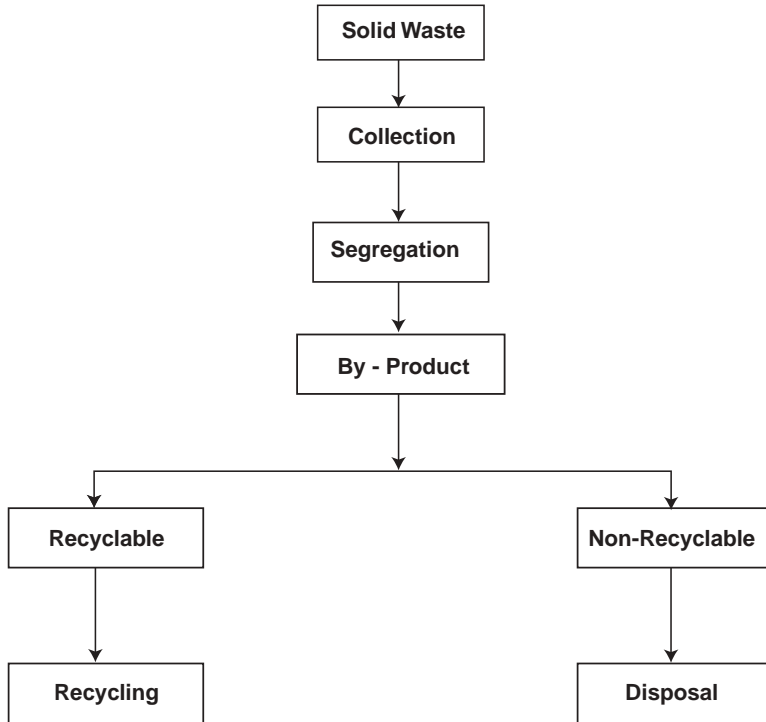 Solid Waste
Collection
Segregation
By - Product
Recyclable
Non-Recyclable
Recycling
Disposal